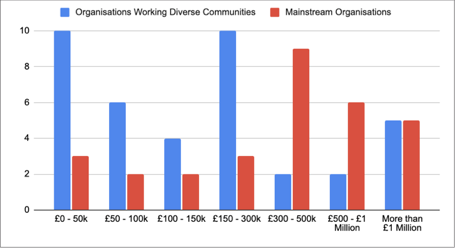 Organisations Working Diverse Communities Mainstream Organisations
10
8
6
4
2
0
£0 - 50k £50 - 100k £100 - 150k £150 - 300k £300 - 500k £500 - £1 More than
Million £1 Million